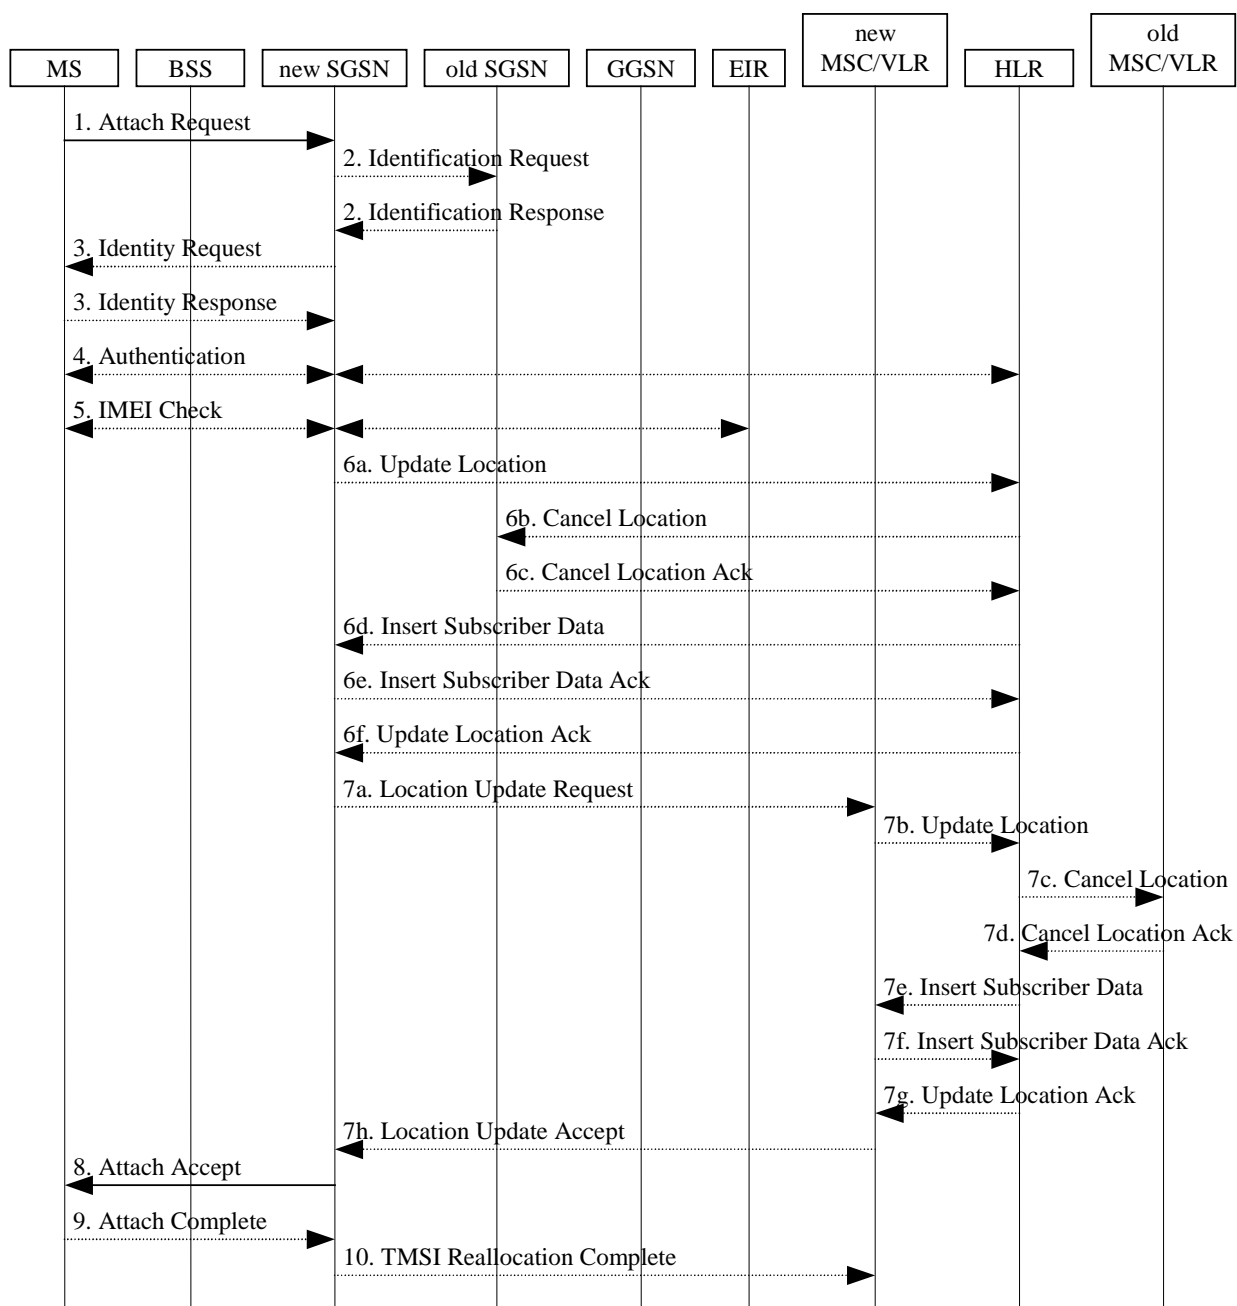 MS
BSS
new SGSN
old SGSN
GGSN
EIR
new
MSC/VLR
HLR
old
MSC/VLR
1. Attach Request
2. Identification Request
2. Identification Response
3. Identity Request
3. Identity Response
4. Authentication
5. IMEI Check
6a. Update Location
6b. Cancel Location
6c. Cancel Location Ack
6d. Insert Subscriber Data
6e. Insert Subscriber Data Ack
6f. Update Location Ack
7a. Location Update Request
7b. Update Location
7c. Cancel Location
7d. Cancel Location Ack
7e. Insert Subscriber Data
7f. Insert Subscriber Data Ack
7g. Update Location Ack
7h. Location Update Accept
8. Attach Accept
9. Attach Complete
10. TMSI Reallocation Complete